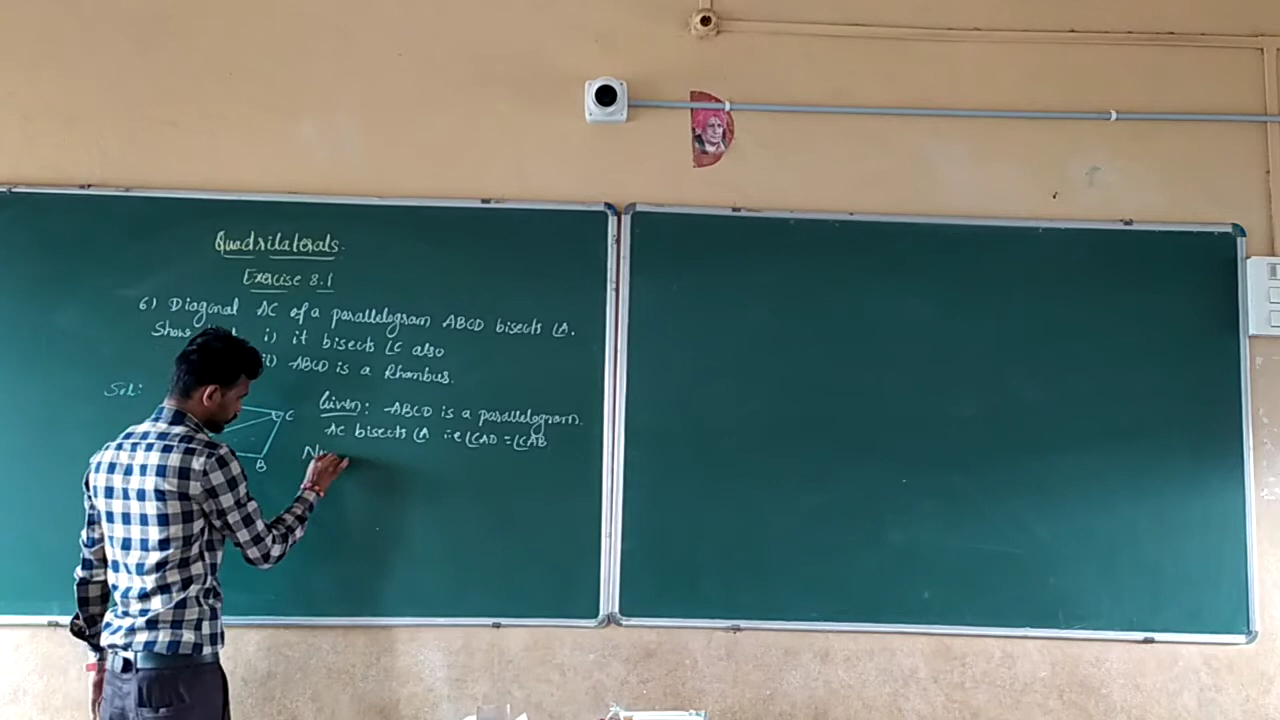 Quadrilaterals.
Exercise 8.1
6) Diagonal AC of a parallelogram ABCD bisects ∠A.
Show i) it bisects ∠C also
ii) ABCD is a Rhombus.
Sol:
Given: ABCD is a parallelogram.
AC bisects ∠A i.e ∠CAD = ∠CAB
C
B